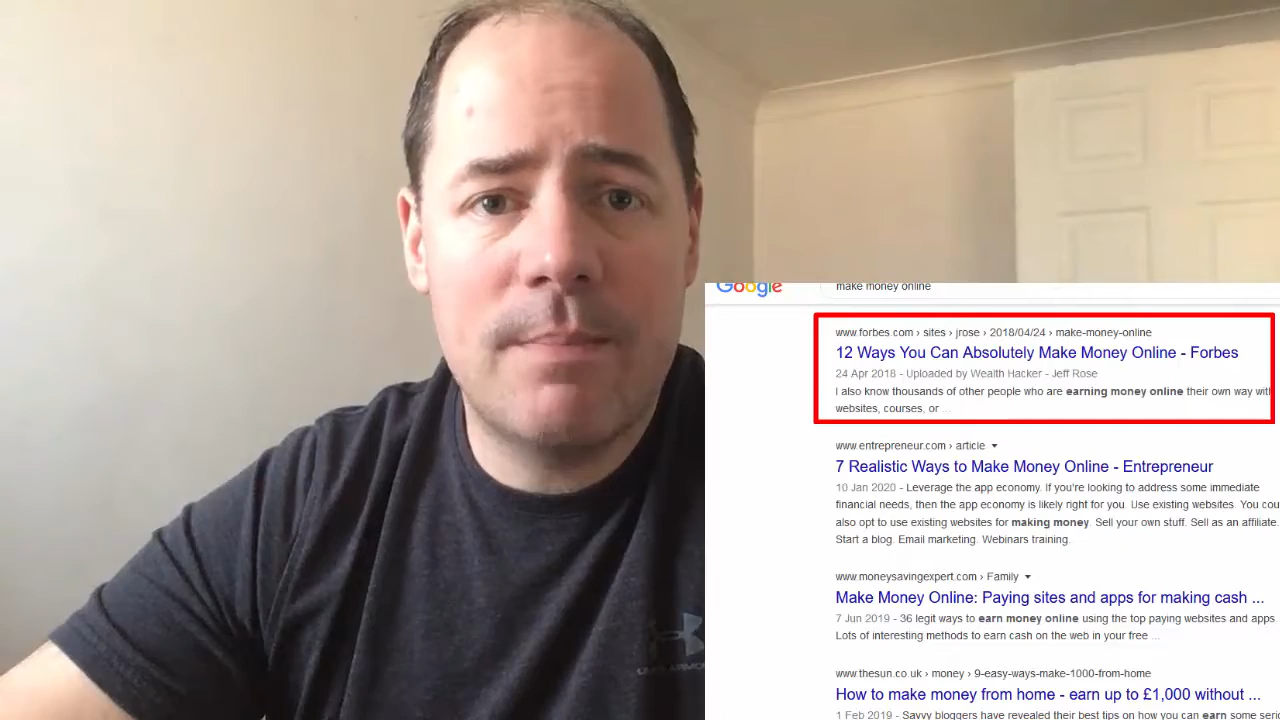 Google
make money online
www.forbes.com › sites › jrose › 2018/04/24 › make-money-online
12 Ways You Can Absolutely Make Money Online - Forbes
24 Apr 2018 - Uploaded by Wealth Hacker - Jeff Rose
I also know thousands of other people who are earning money online their own way with
websites, courses, or ...
www.entrepreneur.com › article
7 Realistic Ways to Make Money Online - Entrepreneur
10 Jan 2020 - Leverage the app economy. If you're looking to address some immediate
financial needs, then the app economy is likely right for you. Use existing websites. You cou
also opt to use existing websites for making money. Sell your own stuff. Sell as an affiliate.
Start a blog. Email marketing. Webinars training.
www.moneysavingexpert.com › Family
Make Money Online: Paying sites and apps for making cash ...
7 Jun 2019 - 36 legit ways to earn money online using the top paying websites and apps.
Lots of interesting methods to earn cash on the web in your free ...
www.thesun.co.uk › money › 9-easy-ways-make-1000-from-home
How to make money from home - earn up to £1,000 without ...
1 Feb 2019 - Savvy bloggers have revealed their best tips on how you can earn some
UNDER ARMOUR